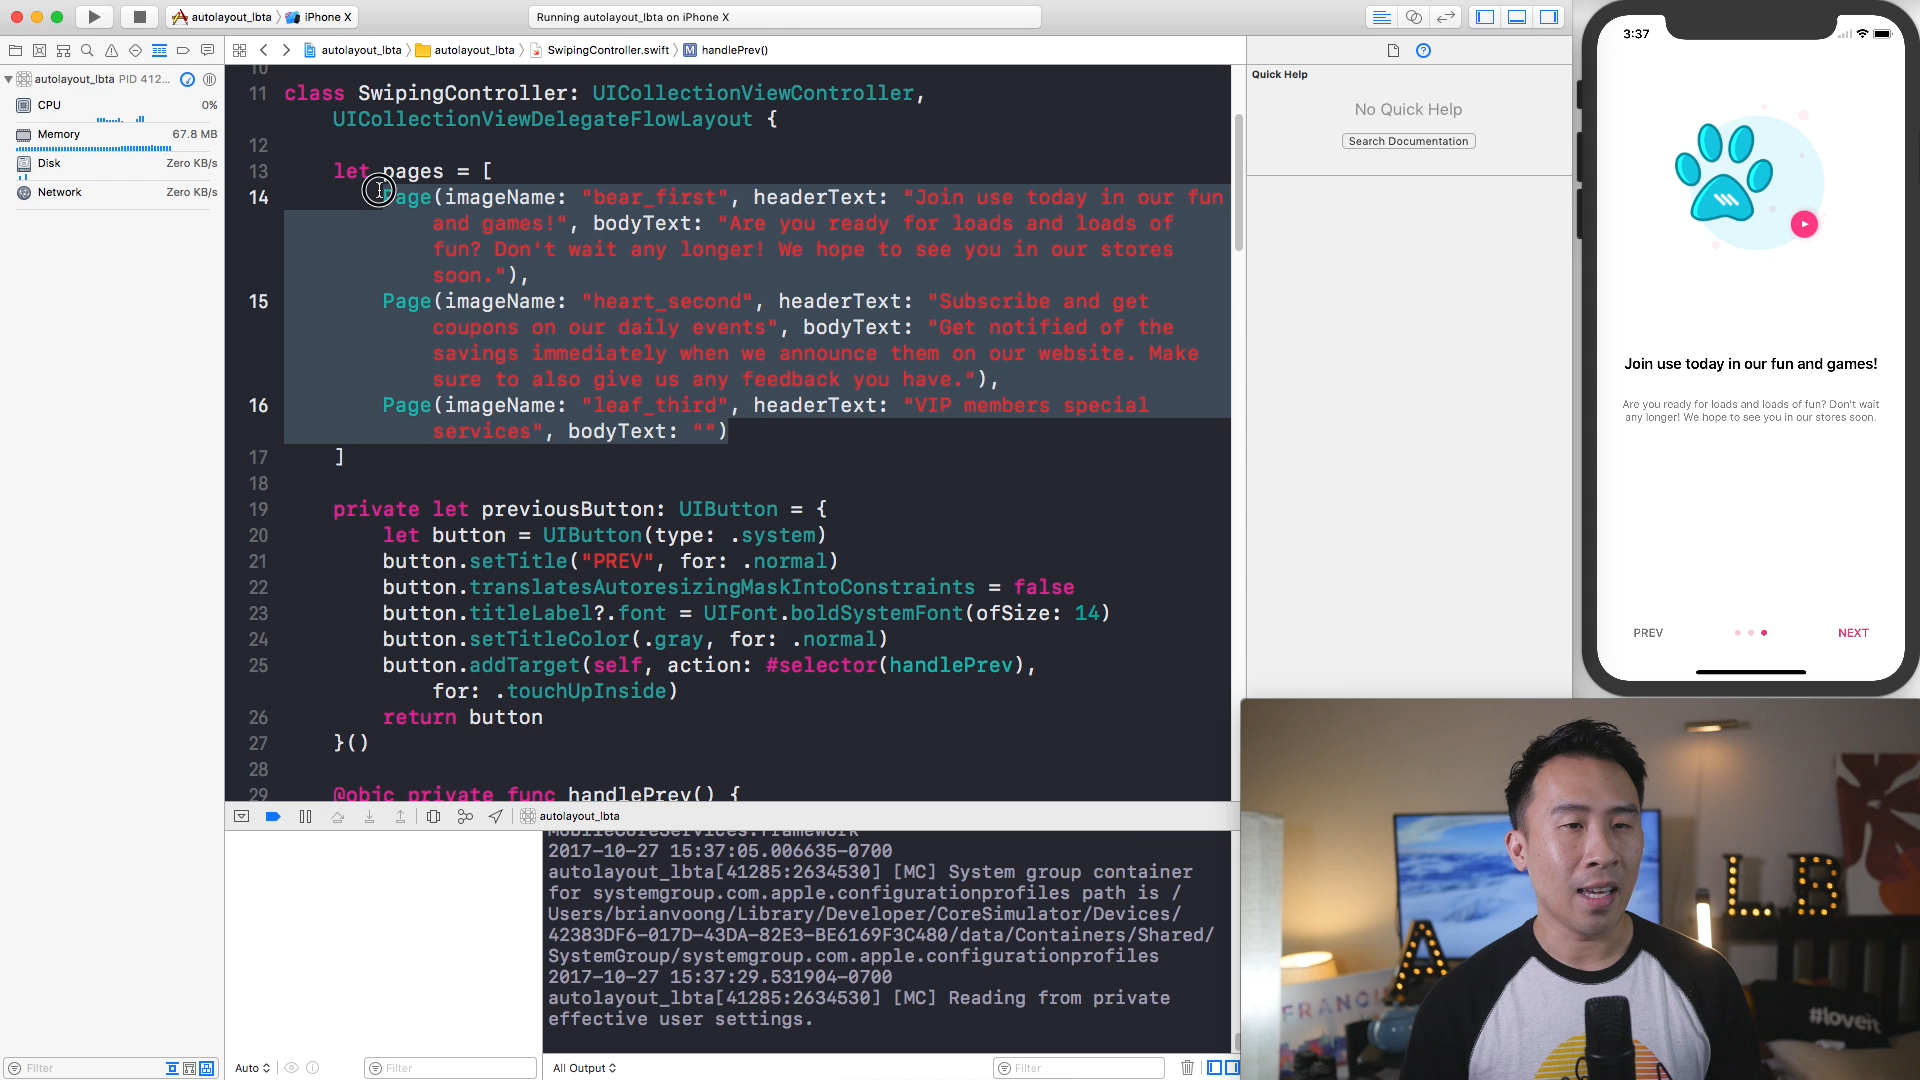 autolayout_lbta
iPhone X
Running autolayout_lbta on iPhone X
autolayout_lbta
autolayout_lbta
SwipingController.swift
M
handlePrev()
autolayout_lbta PID 412...
CPU
0%
Memory
67.8 MB
Disk
Zero KB/s
Network
Zero KB/s
10
11 class SwipingController: UICollectionViewController,
UICollectionViewDelegateFlowLayout {
12
13 let pages = [
14 Page(imageName: "bear_first", headerText: "Join use today in our fun
and games!", bodyText: "Are you ready for loads and loads of
fun? Don't wait any longer! We hope to see you in our stores
soon."),
15 Page(imageName: "heart_second", headerText: "Subscribe and get
coupons on our daily events", bodyText: "Get notified of the
savings immediately when we announce them on our website. Make
sure to also give us any feedback you have."),
16 Page(imageName: "leaf_third", headerText: "VIP members special
services", bodyText: "")
17 ]
18
19 private let previousButton: UIButton = {
20 let button = UIButton(type: .system)
21 button.setTitle("PREV", for: .normal)
22 button.translatesAutoresizingMaskIntoConstraints = false
23 button.titleLabel?.font = UIFont.boldSystemFont(ofSize: 14)
24 button.setTitleColor(.gray, for: .normal)
25 button.addTarget(self, action: #selector(handlePrev),
for: .touchUpInside)
26 return button
27 }()
28
29 @objc private func handlePrev() {
Quick Help
No Quick Help
Search Documentation
3:37
Join use today in our fun and games!
Are you ready for loads and loads of fun? Don't wait
any longer! We hope to see you in our stores soon.
PREV
NEXT
autolayout_lbta
MobileCoreServices.framework
2017-10-27 15:37:05.006635-0700
autolayout_lbta[41285:2634530] [MC] System group container
for systemgroup.com.apple.configurationprofiles path is /
Users/brianvoong/Library/Developer/CoreSimulator/Devices/
42383DF6-017D-43DA-82E3-BE6169F3C480/data/Containers/Shared/
SystemGroup/systemgroup.com.apple.configurationprofiles
2017-10-27 15:37:29.531904-0700
autolayout_lbta[41285:2634530] [MC] Reading from private
effective user settings.
Filter
Auto
Filter
All Output
Filter
L B
A
#loveit